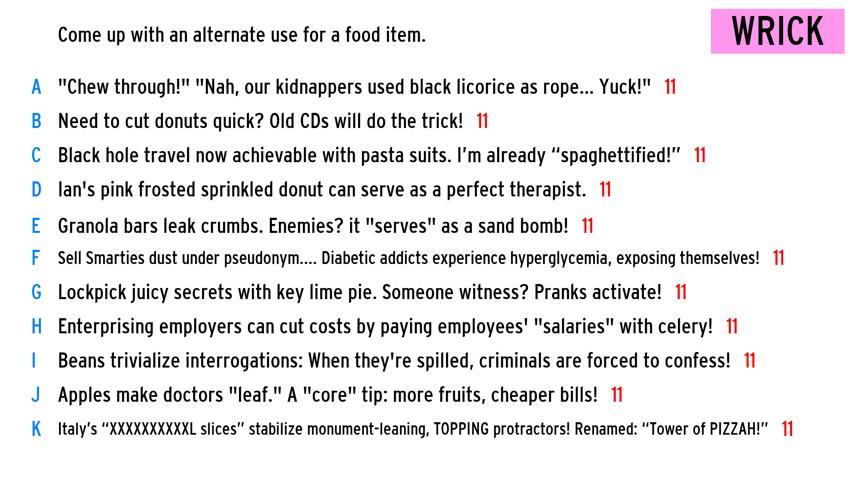 Come up with an alternate use for a food item.
WRICK
A "Chew through!" "Nah, our kidnappers used black licorice as rope... Yuck!" 11
B Need to cut donuts quick? Old CDs will do the trick! 11
C Black hole travel now achievable with pasta suits. I’m already “spaghettified!” 11
D Ian's pink frosted sprinkled donut can serve as a perfect therapist. 11
E Granola bars leak crumbs. Enemies? it "serves" as a sand bomb! 11
F Sell Smarties dust under pseudonym.... Diabetic addicts experience hyperglycemia, exposing themselves! 11
G Lockpick juicy secrets with key lime pie. Someone witness? Pranks activate! 11
H Enterprising employers can cut costs by paying employees' "salaries" with celery! 11
I Beans trivialize interrogations: When they're spilled, criminals are forced to confess! 11
J Apples make doctors "leaf." A "core" tip: more fruits, cheaper bills! 11
K Italy’s “XXXXXXXXXXL slices” stabilize monument-leaning, TOPPING protractors! Renamed: “Tower of PIZZAH!” 11